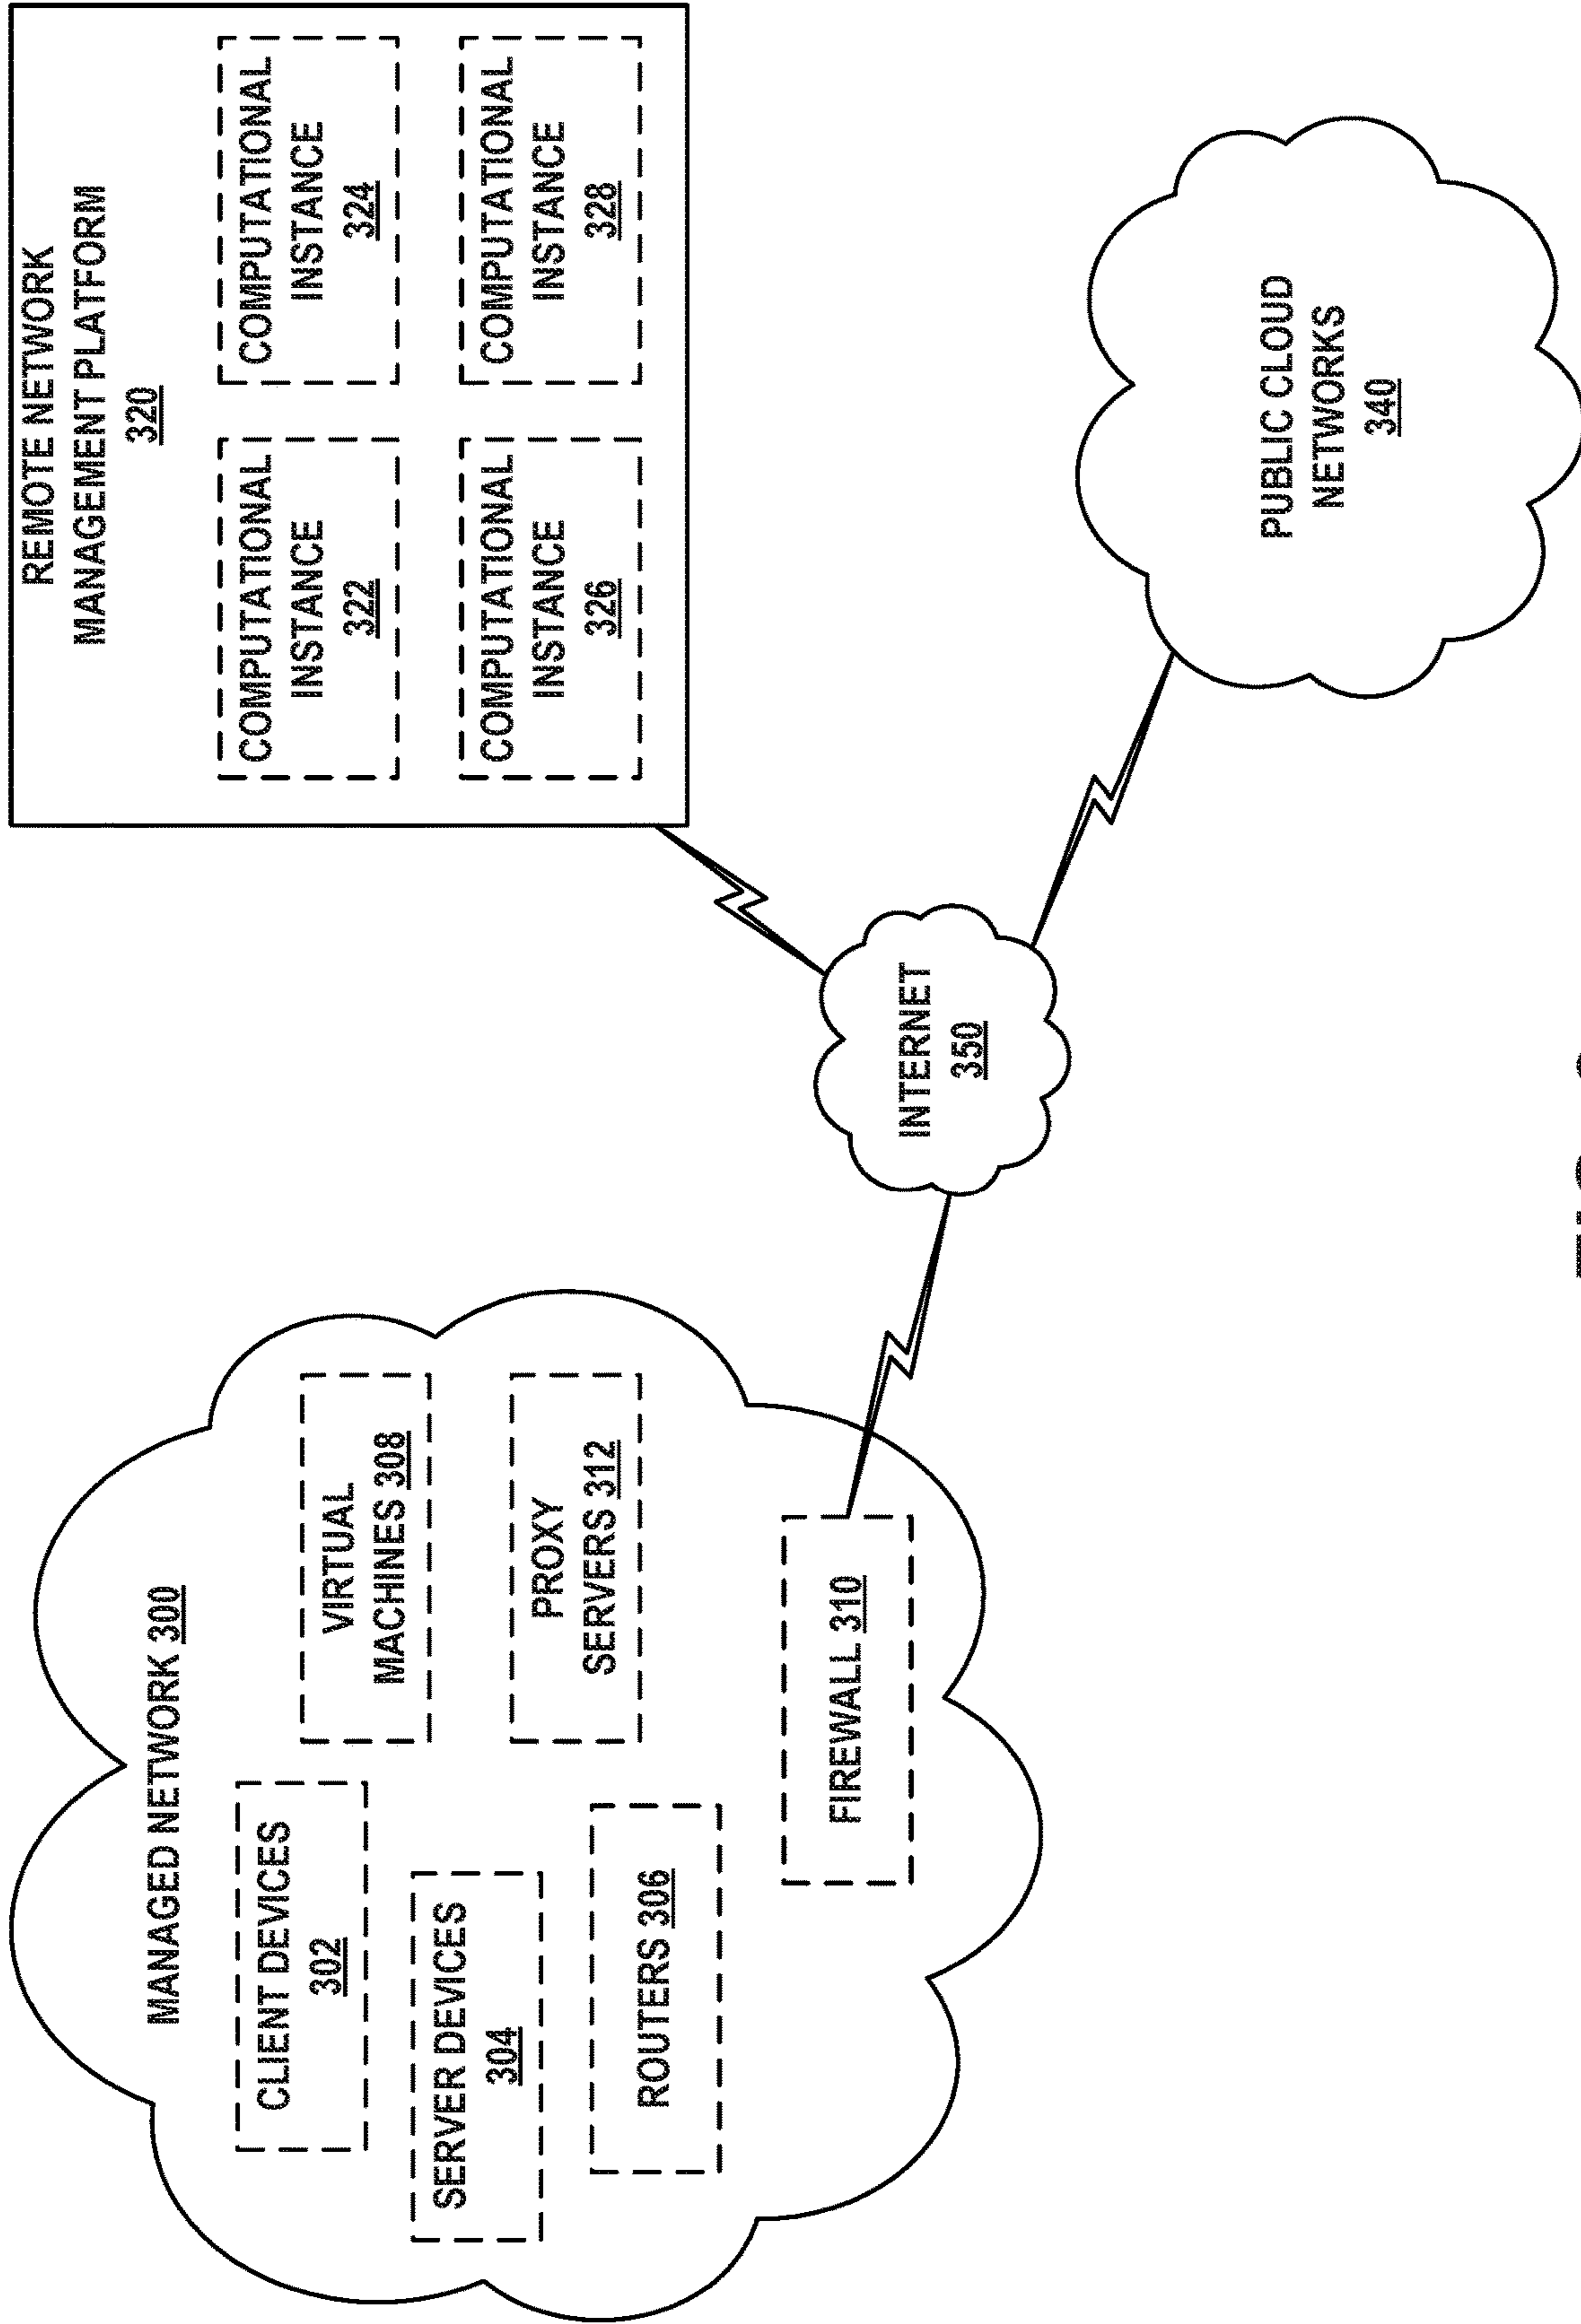 MANAGED NETWORK 300
CLIENT DEVICES
302
SERVER DEVICES
304
ROUTERS 306
VIRTUAL
MACHINES 308
PROXY
SERVERS 312
FIREWALL 310
INTERNET
350
REMOTE NETWORK
MANAGEMENT PLATFORM
320
COMPUTATIONAL
INSTANCE
322
COMPUTATIONAL
INSTANCE
324
COMPUTATIONAL
INSTANCE
326
COMPUTATIONAL
INSTANCE
328
PUBLIC CLOUD
NETWORKS
340